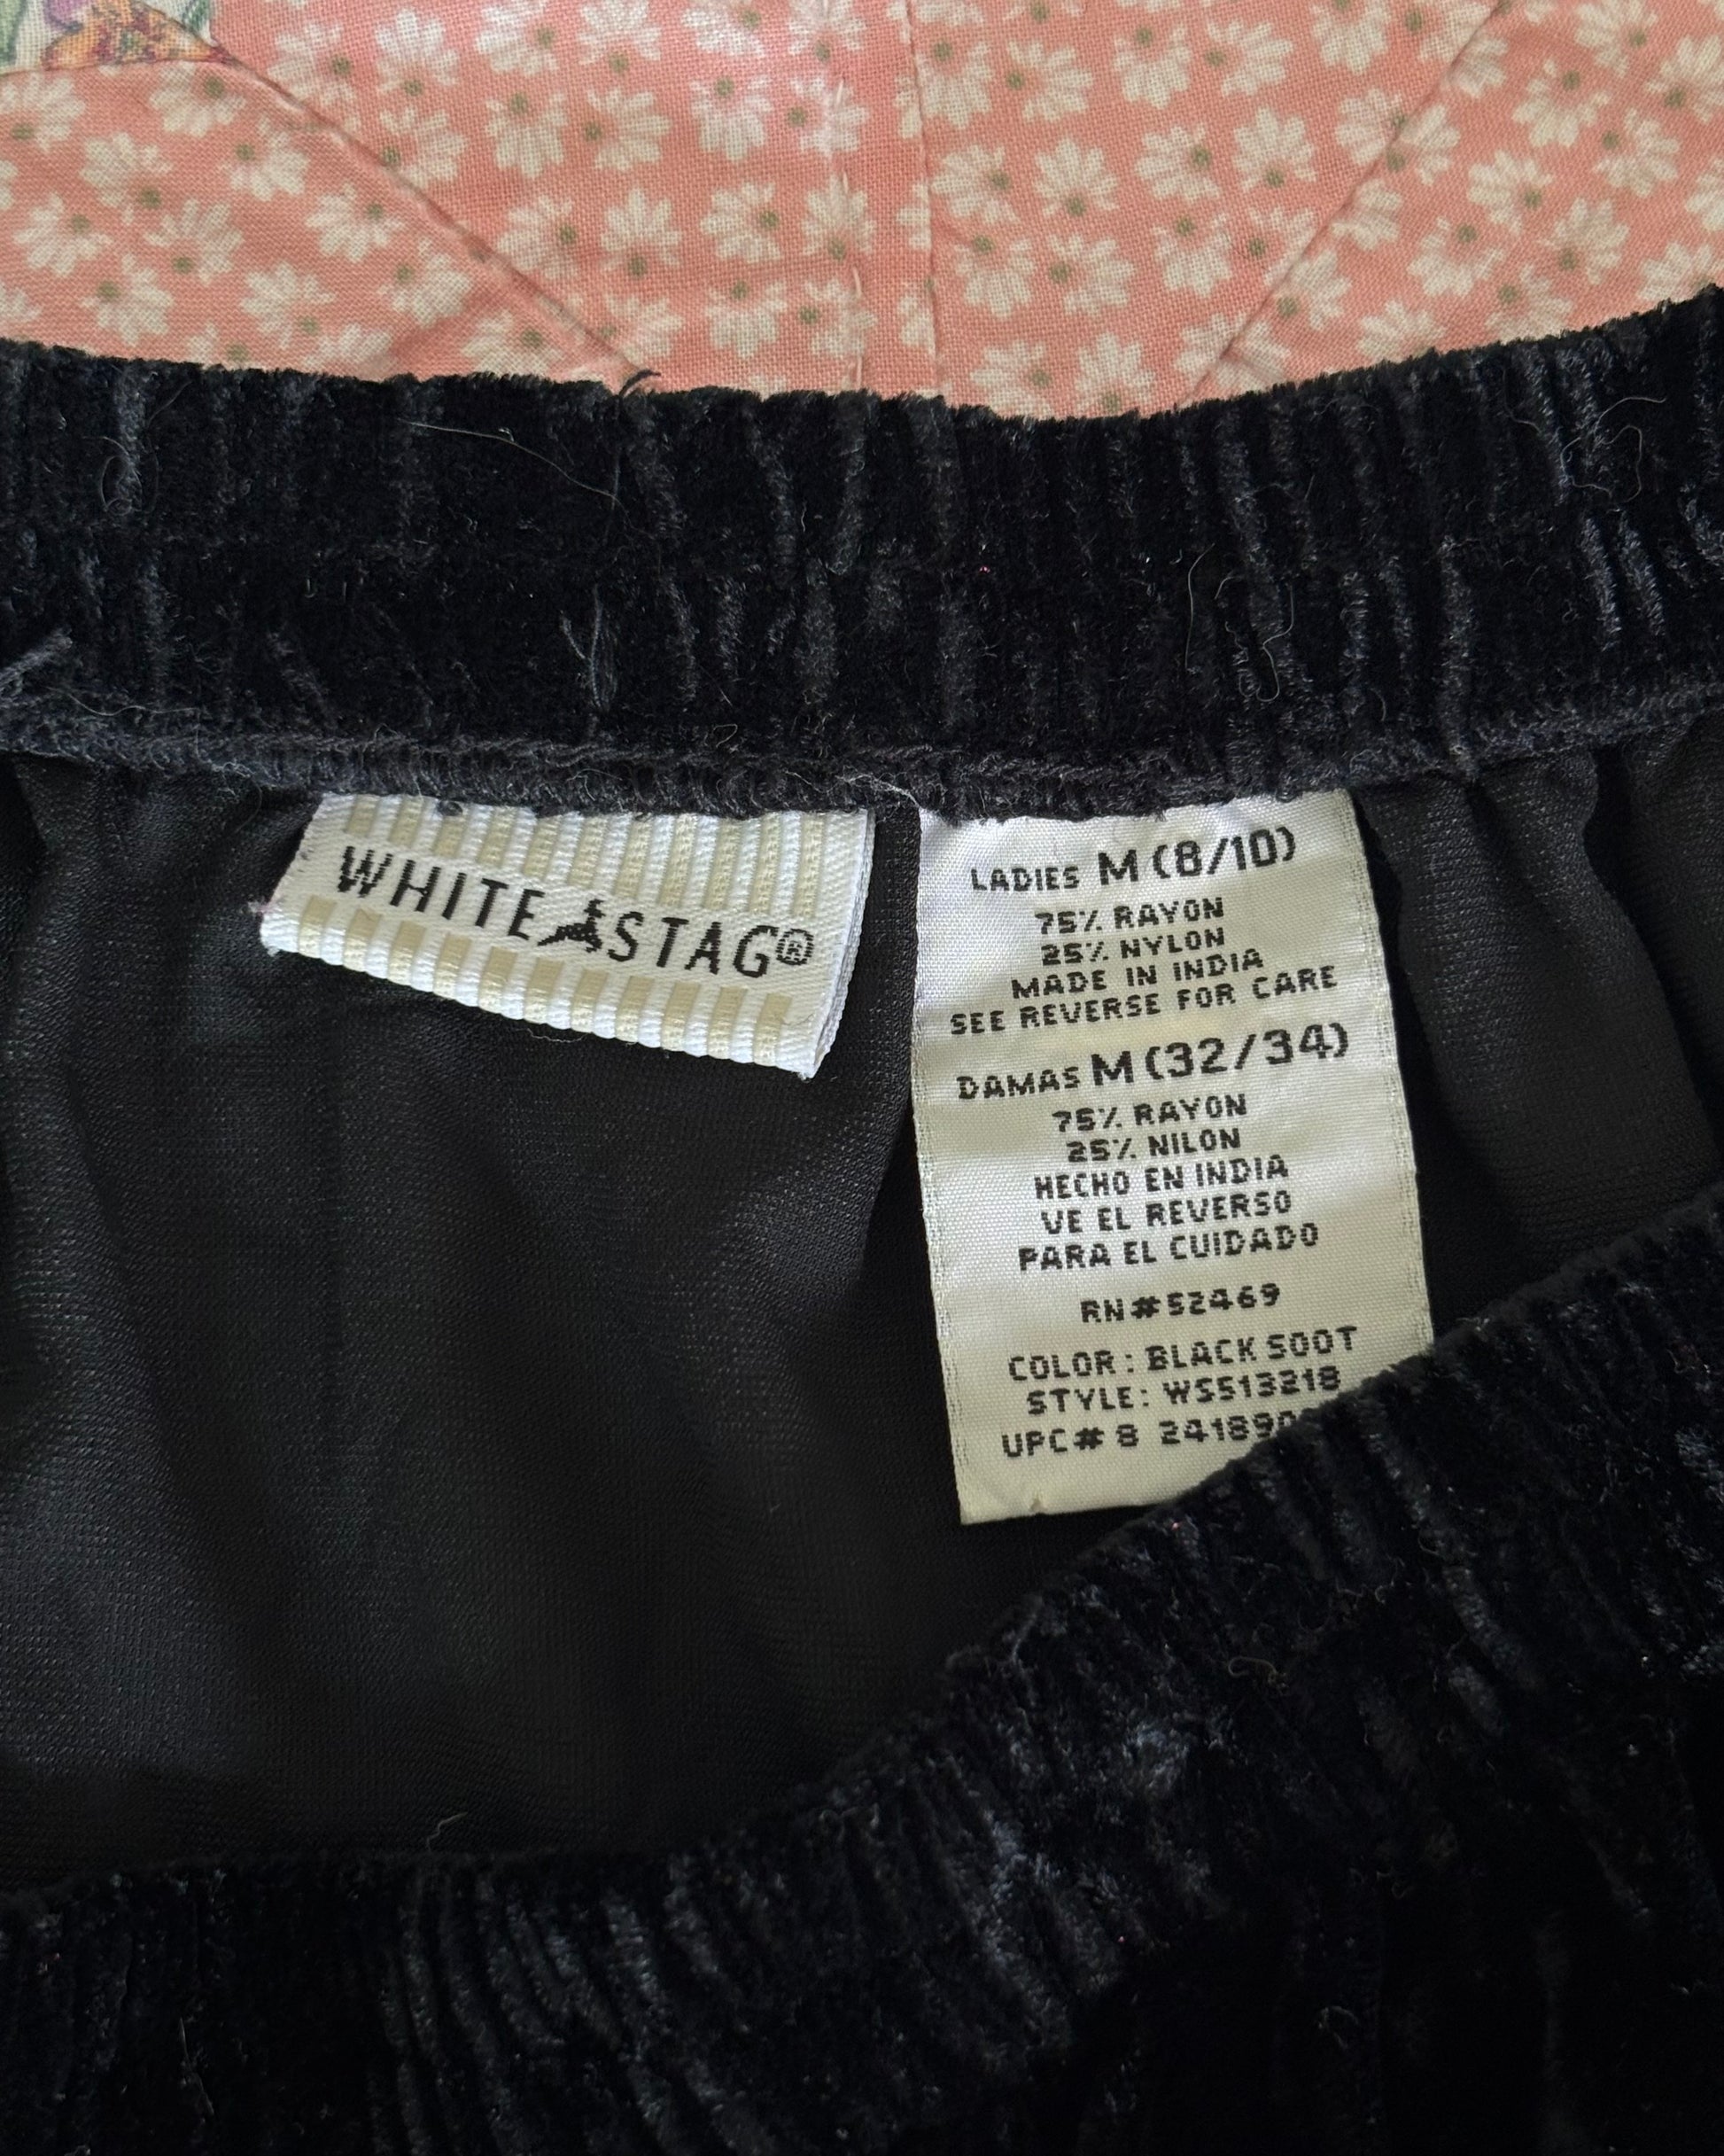 WHITE STAG®
LADIES M (8/10)
75% RAYON
25% NYLON
MADE IN INDIA
SEE REVERSE FOR CARE
DAMAS M (32/34)
75% RAYON
25% NILON
HECHO EN INDIA
VE EL REVERSO
PARA EL CUIDADO
RN#52469
COLOR: BLACK SOOT
STYLE: WS513218
UPC# 8